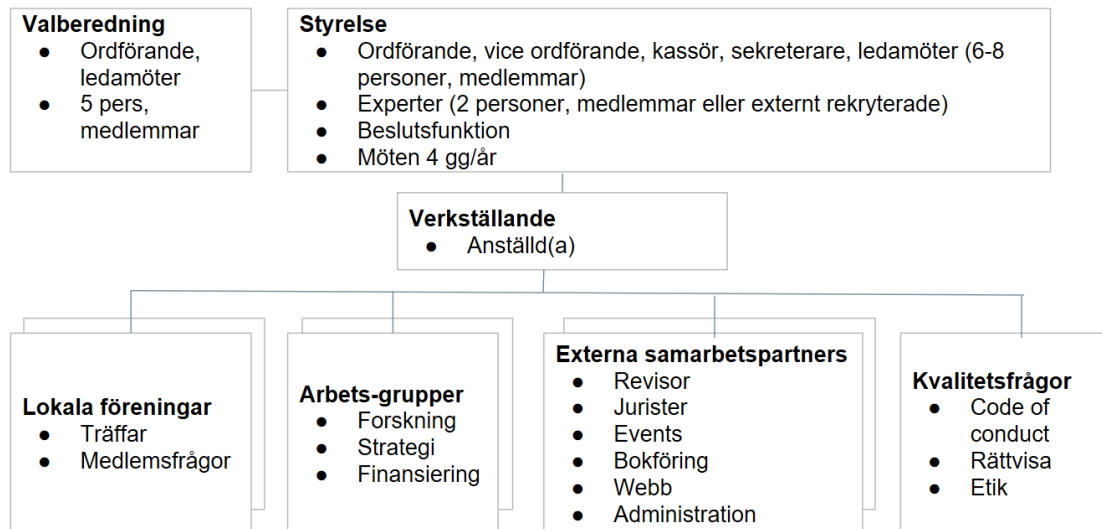 Valberedning
● Ordförande,
ledamöter
● 5 pers,
medlemmar
Styrelse
● Ordförande, vice ordförande, kassör, sekreterare, ledamöter (6-8
personer, medlemmar)
● Experter (2 personer, medlemmar eller externt rekryterade)
● Beslutsfunktion
● Möten 4 gg/år
Verkställande
● Anställd(a)
Lokala föreningar
● Träffar
● Medlemsfrågor
Arbets-grupper
● Forskning
● Strategi
● Finansiering
Externa samarbetspartners
● Revisor
● Jurister
● Events
● Bokföring
● Webb
● Administration
Kvalitetsfrågor
● Code of
conduct
● Rättvisa
● Etik